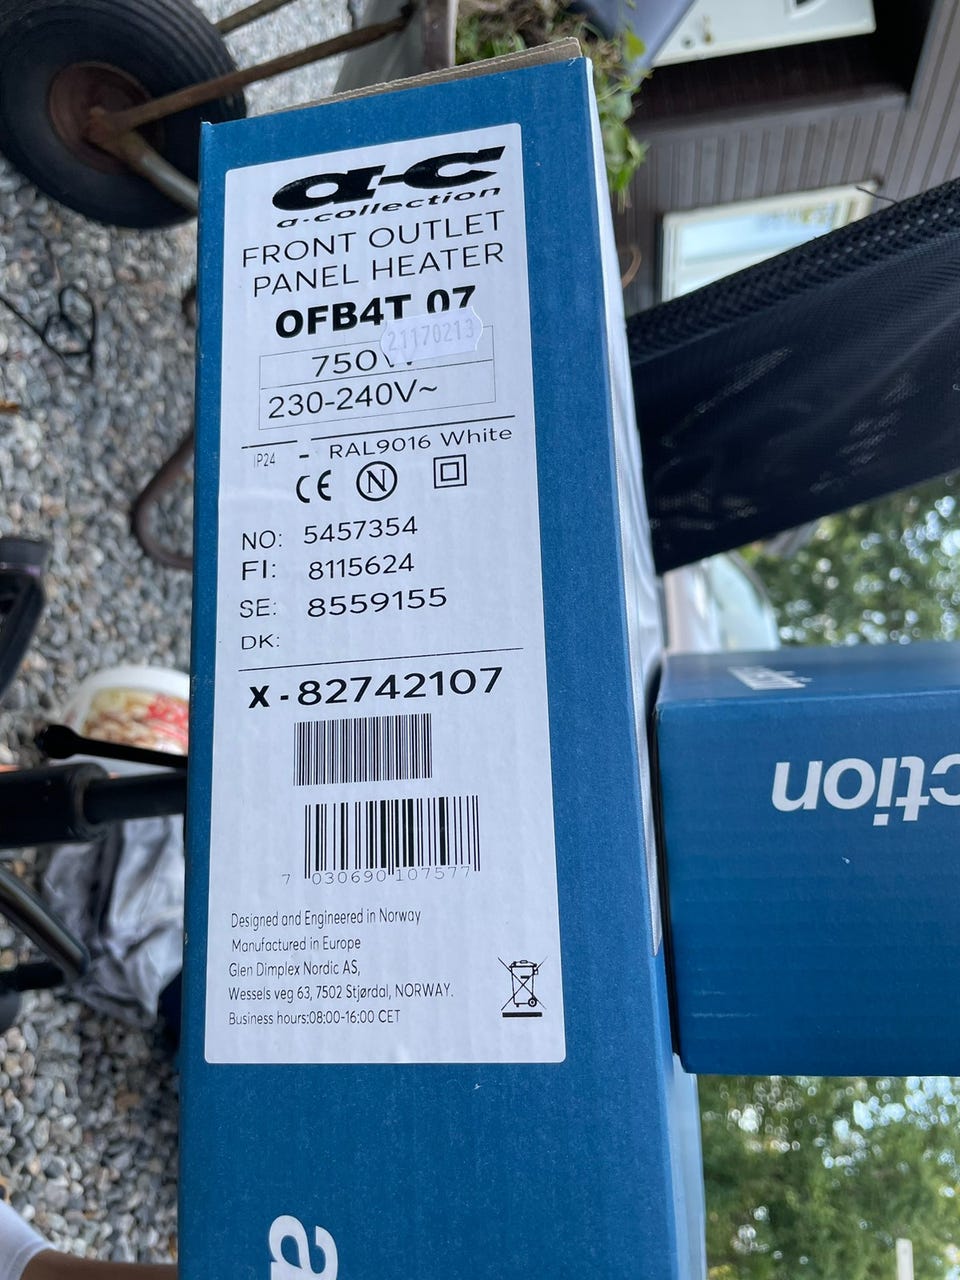 a-c
a-collection
FRONT OUTLET
PANEL HEATER
OFB4T 07
21170213
750W
230-240V~
IP24 - RAL9016 White
CE N
NO: 5457354
FI: 8115624
SE: 8559155
DK:
X-82742107
7 030690 107577
Designed and Engineered in Norway
Manufactured in Europe
Glen Dimplex Nordic AS,
Wessels veg 63, 7502 Stjørdal, NORWAY.
Business hours:08:00-16:00 CET
a
ction